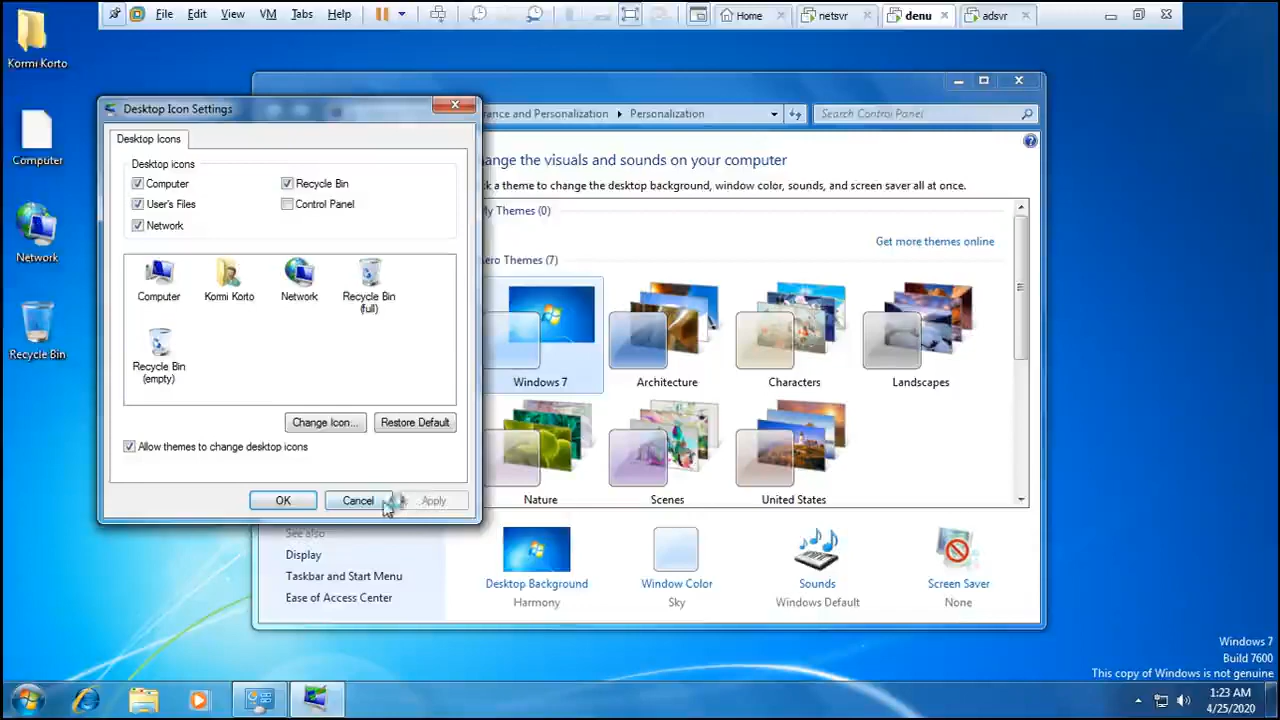 File Edit View VM Tabs Help Home netsvr denu adsvr
Kormi Korto
Computer
Network
Recycle Bin
Desktop Icon Settings
Desktop Icons
Desktop icons
Computer Recycle Bin
User's Files Control Panel
Network
Computer Kormi Korto Network Recycle Bin
(full)
Recycle Bin
(empty)
Change Icon... Restore Default
Allow themes to change desktop icons
OK Cancel Apply
Personalization
Search Control Panel
and Personalization
ange the visuals and sounds on your computer
k a theme to change the desktop background, window color, sounds, and screen saver all at once.
My Themes (0)
Get more themes online
ero Themes (7)
Windows 7 Architecture Characters Landscapes
Nature Scenes United States
See also
Display
Taskbar and Start Menu
Ease of Access Center
Desktop Background Window Color Sounds Screen Saver
Harmony Sky Windows Default None
Windows 7
Build 7600
This copy of Windows is not genuine
1:23 AM
4/25/2020